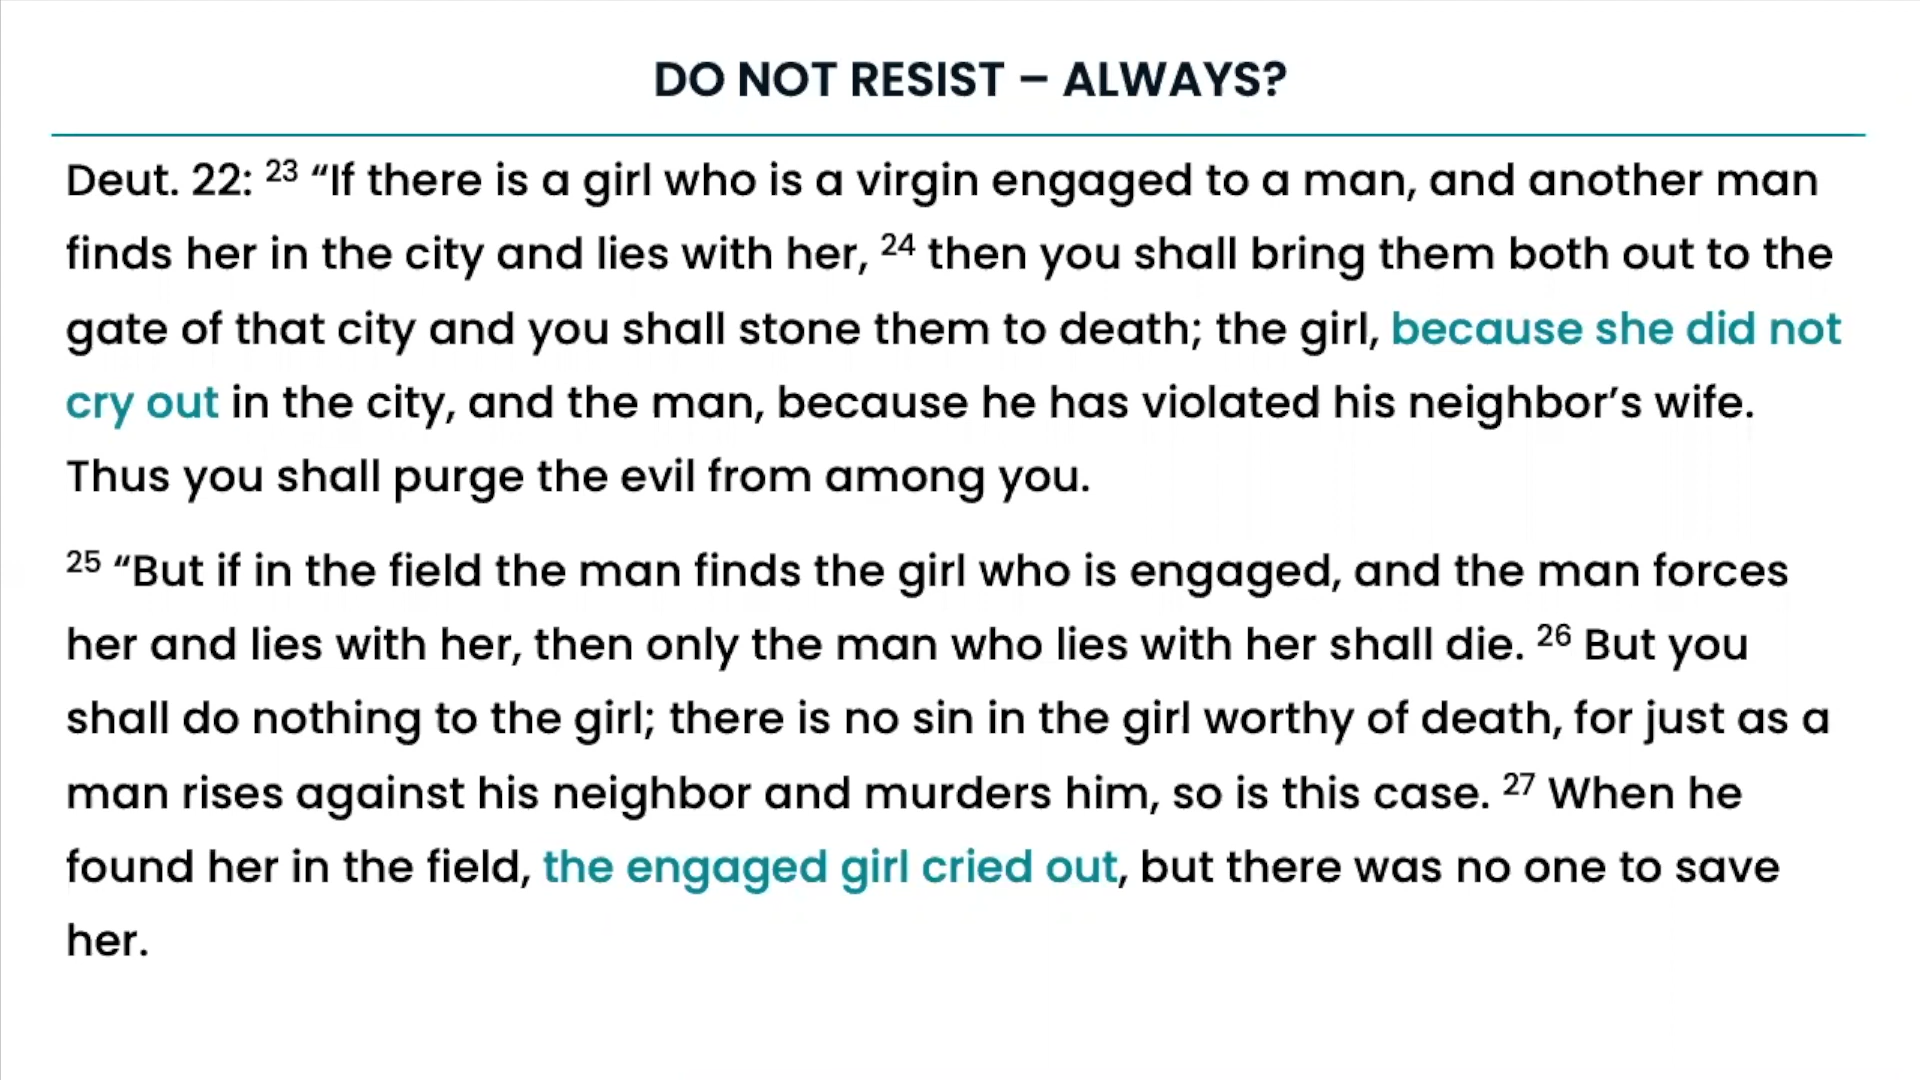 DO NOT RESIST – ALWAYS?
Deut. 22: 23 “If there is a girl who is a virgin engaged to a man, and another man
finds her in the city and lies with her, 24 then you shall bring them both out to the
gate of that city and you shall stone them to death; the girl, because she did not
cry out in the city, and the man, because he has violated his neighbor’s wife.
Thus you shall purge the evil from among you.
25 “But if in the field the man finds the girl who is engaged, and the man forces
her and lies with her, then only the man who lies with her shall die. 26 But you
shall do nothing to the girl; there is no sin in the girl worthy of death, for just as a
man rises against his neighbor and murders him, so is this case. 27 When he
found her in the field, the engaged girl cried out, but there was no one to save
her.